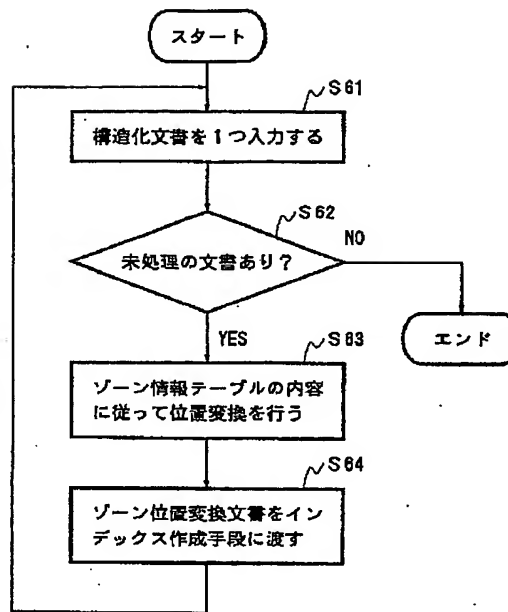 スタート
S61
構造化文書を1つ入力する
S62
未処理の文書あり?
NO
YES
エンド
S63
ゾーン情報テーブルの内容
に従って位置変換を行う
S64
ゾーン位置変換文書をイン
デックス作成手段に渡す